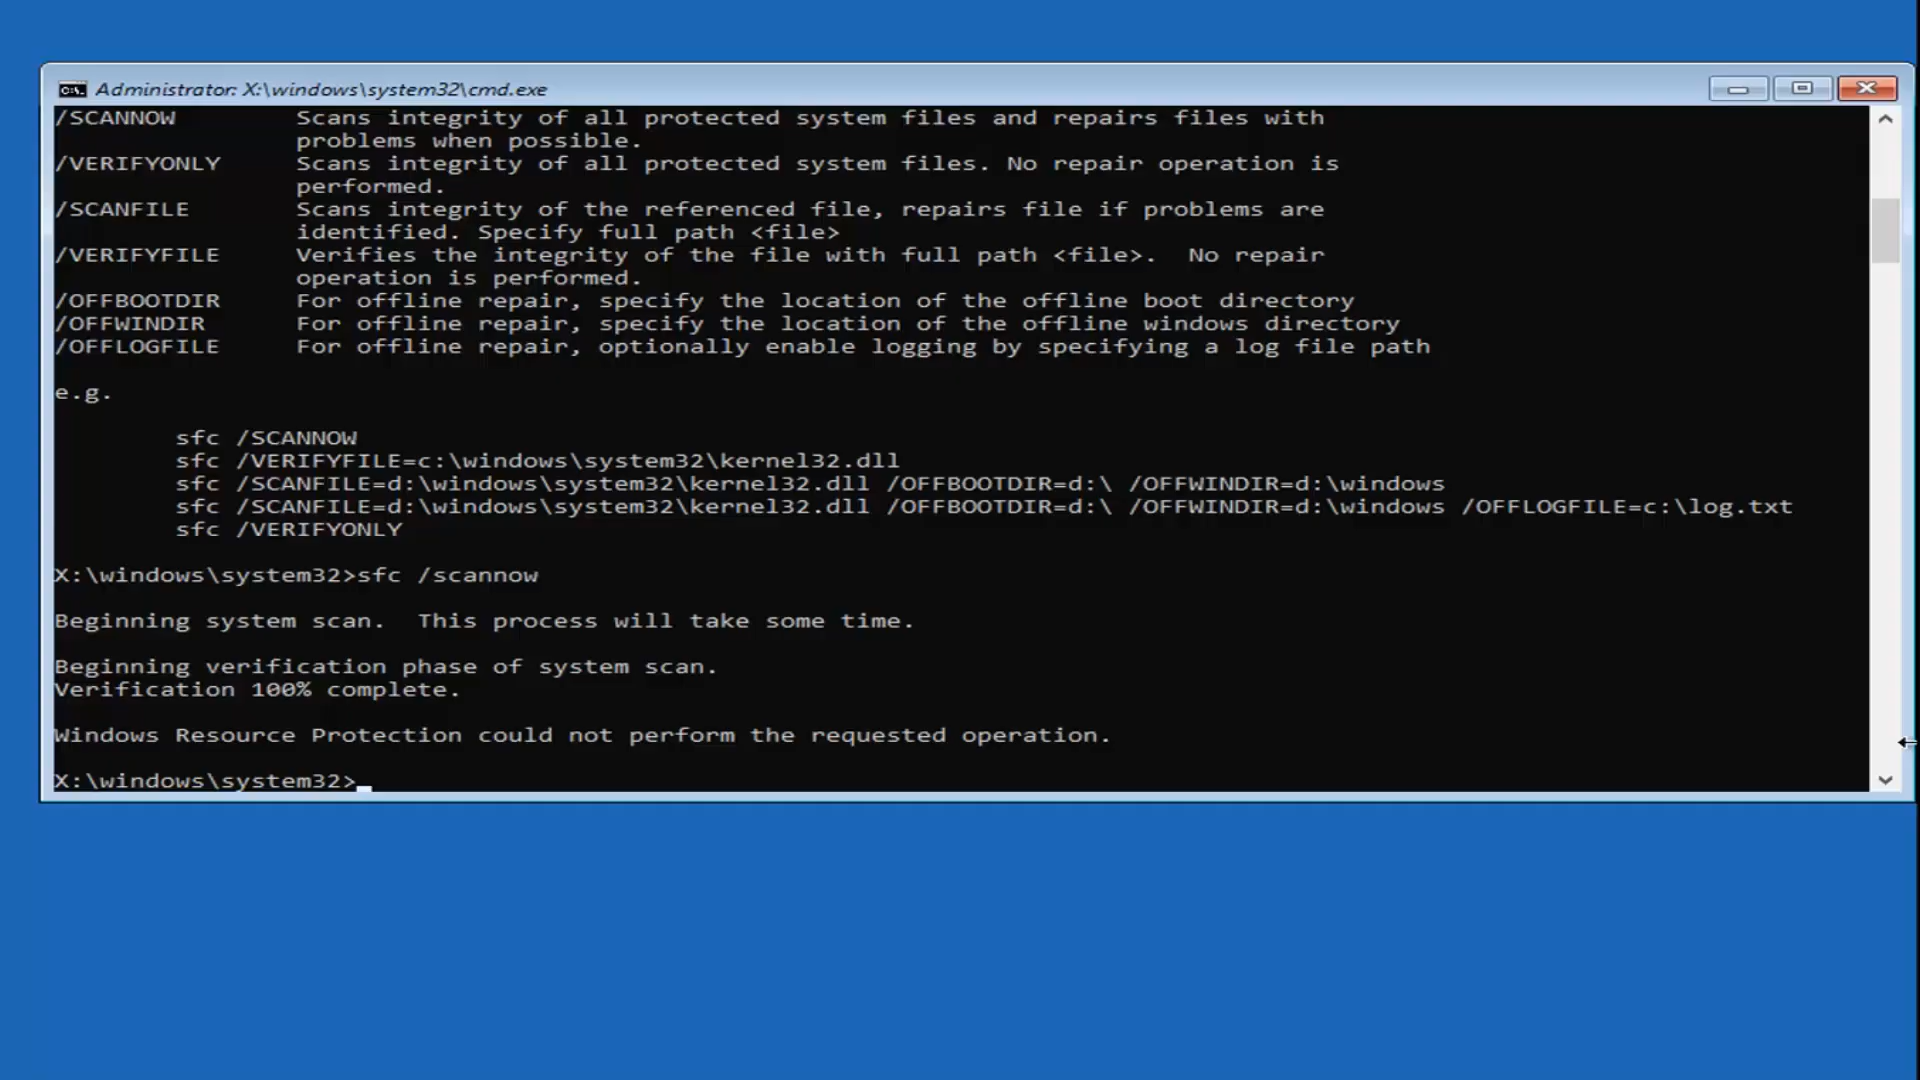 Administrator: X:\windows\system32\cmd.exe
/SCANNOW        Scans integrity of all protected system files and repairs files with
                problems when possible.
/VERIFYONLY     Scans integrity of all protected system files. No repair operation is
                performed.
/SCANFILE       Scans integrity of the referenced file, repairs file if problems are
                identified. Specify full path <file>
/VERIFYFILE     Verifies the integrity of the file with full path <file>.  No repair
                operation is performed.
/OFFBOOTDIR     For offline repair, specify the location of the offline boot directory
/OFFWINDIR      For offline repair, specify the location of the offline windows directory
/OFFLOGFILE     For offline repair, optionally enable logging by specifying a log file path
e.g.
        sfc /SCANNOW
        sfc /VERIFYFILE=c:\windows\system32\kernel32.dll
        sfc /SCANFILE=d:\windows\system32\kernel32.dll /OFFBOOTDIR=d:\ /OFFWINDIR=d:\windows
        sfc /SCANFILE=d:\windows\system32\kernel32.dll /OFFBOOTDIR=d:\ /OFFWINDIR=d:\windows /OFFLOGFILE=c:\log.txt
        sfc /VERIFYONLY
X:\windows\system32>sfc /scannow
Beginning system scan.  This process will take some time.
Beginning verification phase of system scan.
Verification 100% complete.
Windows Resource Protection could not perform the requested operation.
X:\windows\system32>